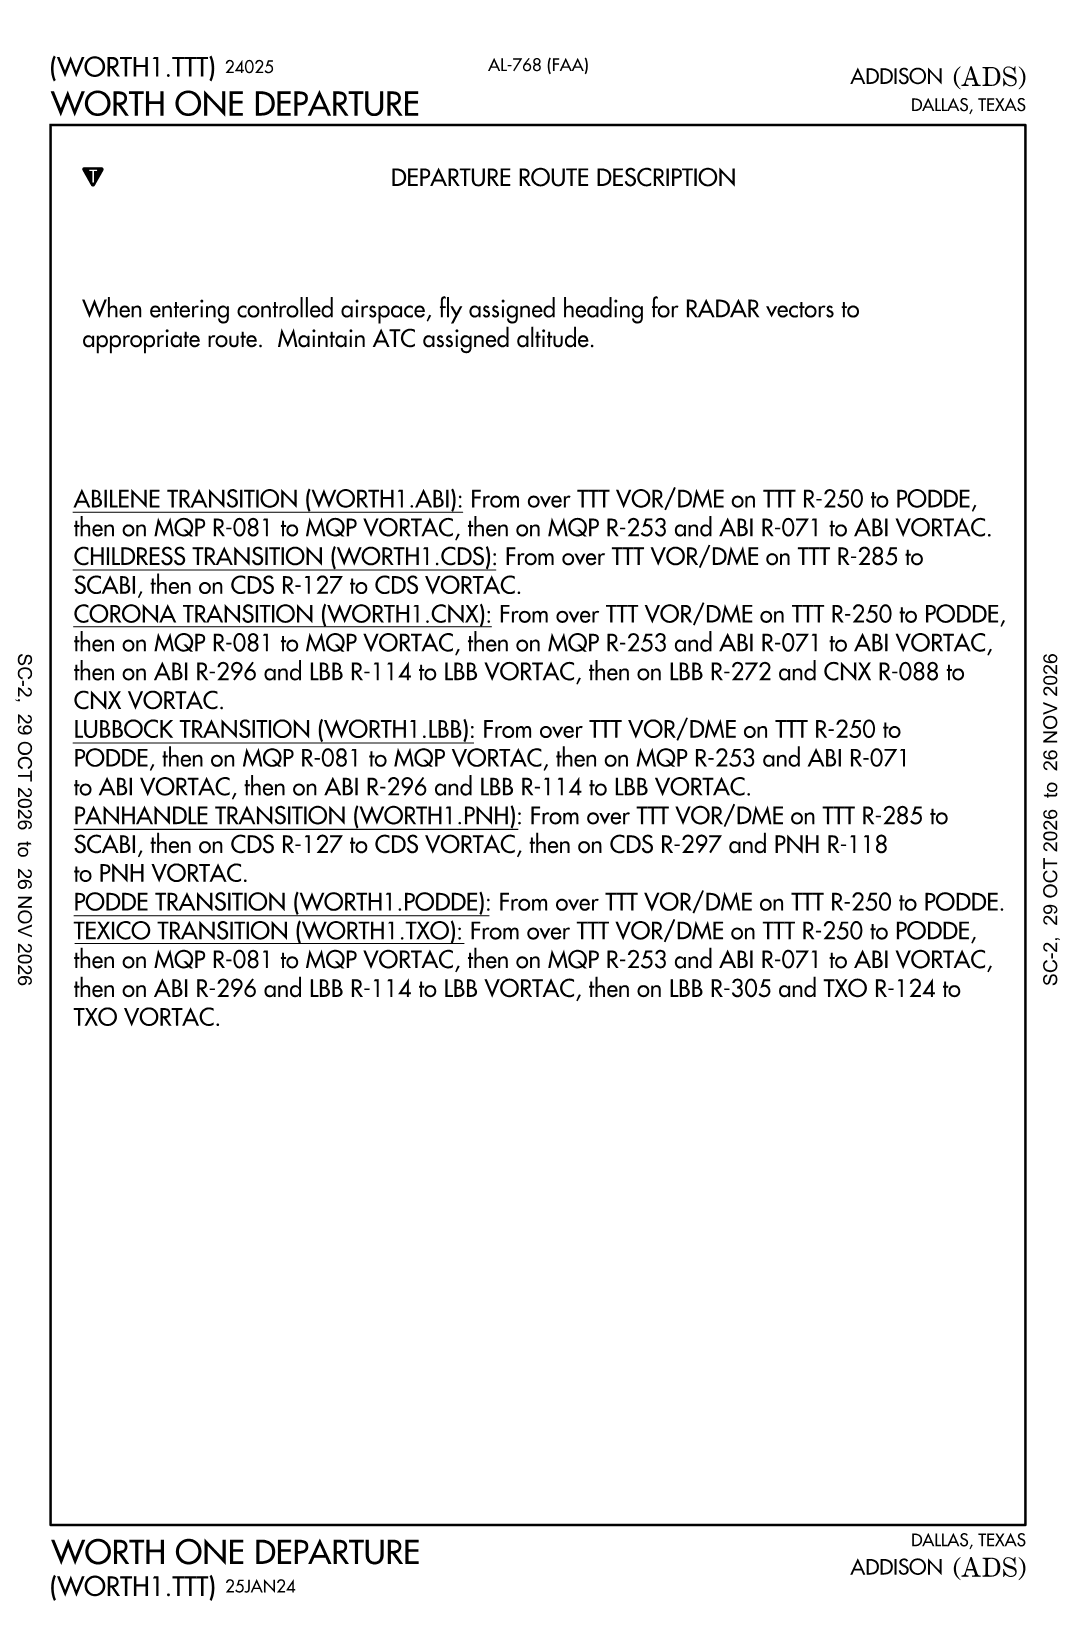 (WORTH1.TTT) 24025
AL-768 (FAA)
ADDISON (ADS)
WORTH ONE DEPARTURE
DALLAS, TEXAS
T
DEPARTURE ROUTE DESCRIPTION
When entering controlled airspace, fly assigned heading for RADAR vectors to
appropriate route.  Maintain ATC assigned altitude.
ABILENE TRANSITION (WORTH1.ABI): From over TTT VOR/DME on TTT R-250 to PODDE,
then on MQP R-081 to MQP VORTAC, then on MQP R-253 and ABI R-071 to ABI VORTAC.
CHILDRESS TRANSITION (WORTH1.CDS): From over TTT VOR/DME on TTT R-285 to
SCABI, then on CDS R-127 to CDS VORTAC.
CORONA TRANSITION (WORTH1.CNX): From over TTT VOR/DME on TTT R-250 to PODDE,
then on MQP R-081 to MQP VORTAC, then on MQP R-253 and ABI R-071 to ABI VORTAC,
then on ABI R-296 and LBB R-114 to LBB VORTAC, then on LBB R-272 and CNX R-088 to
CNX VORTAC.
LUBBOCK TRANSITION (WORTH1.LBB): From over TTT VOR/DME on TTT R-250 to
PODDE, then on MQP R-081 to MQP VORTAC, then on MQP R-253 and ABI R-071
to ABI VORTAC, then on ABI R-296 and LBB R-114 to LBB VORTAC.
PANHANDLE TRANSITION (WORTH1.PNH): From over TTT VOR/DME on TTT R-285 to
SCABI, then on CDS R-127 to CDS VORTAC, then on CDS R-297 and PNH R-118
to PNH VORTAC.
PODDE TRANSITION (WORTH1.PODDE): From over TTT VOR/DME on TTT R-250 to PODDE.
TEXICO TRANSITION (WORTH1.TXO): From over TTT VOR/DME on TTT R-250 to PODDE,
then on MQP R-081 to MQP VORTAC, then on MQP R-253 and ABI R-071 to ABI VORTAC,
then on ABI R-296 and LBB R-114 to LBB VORTAC, then on LBB R-305 and TXO R-124 to
TXO VORTAC.
SC-2, 29 OCT 2026 to 26 NOV 2026
SC-2, 29 OCT 2026 to 26 NOV 2026
WORTH ONE DEPARTURE
DALLAS, TEXAS
(WORTH1.TTT) 25JAN24
ADDISON (ADS)